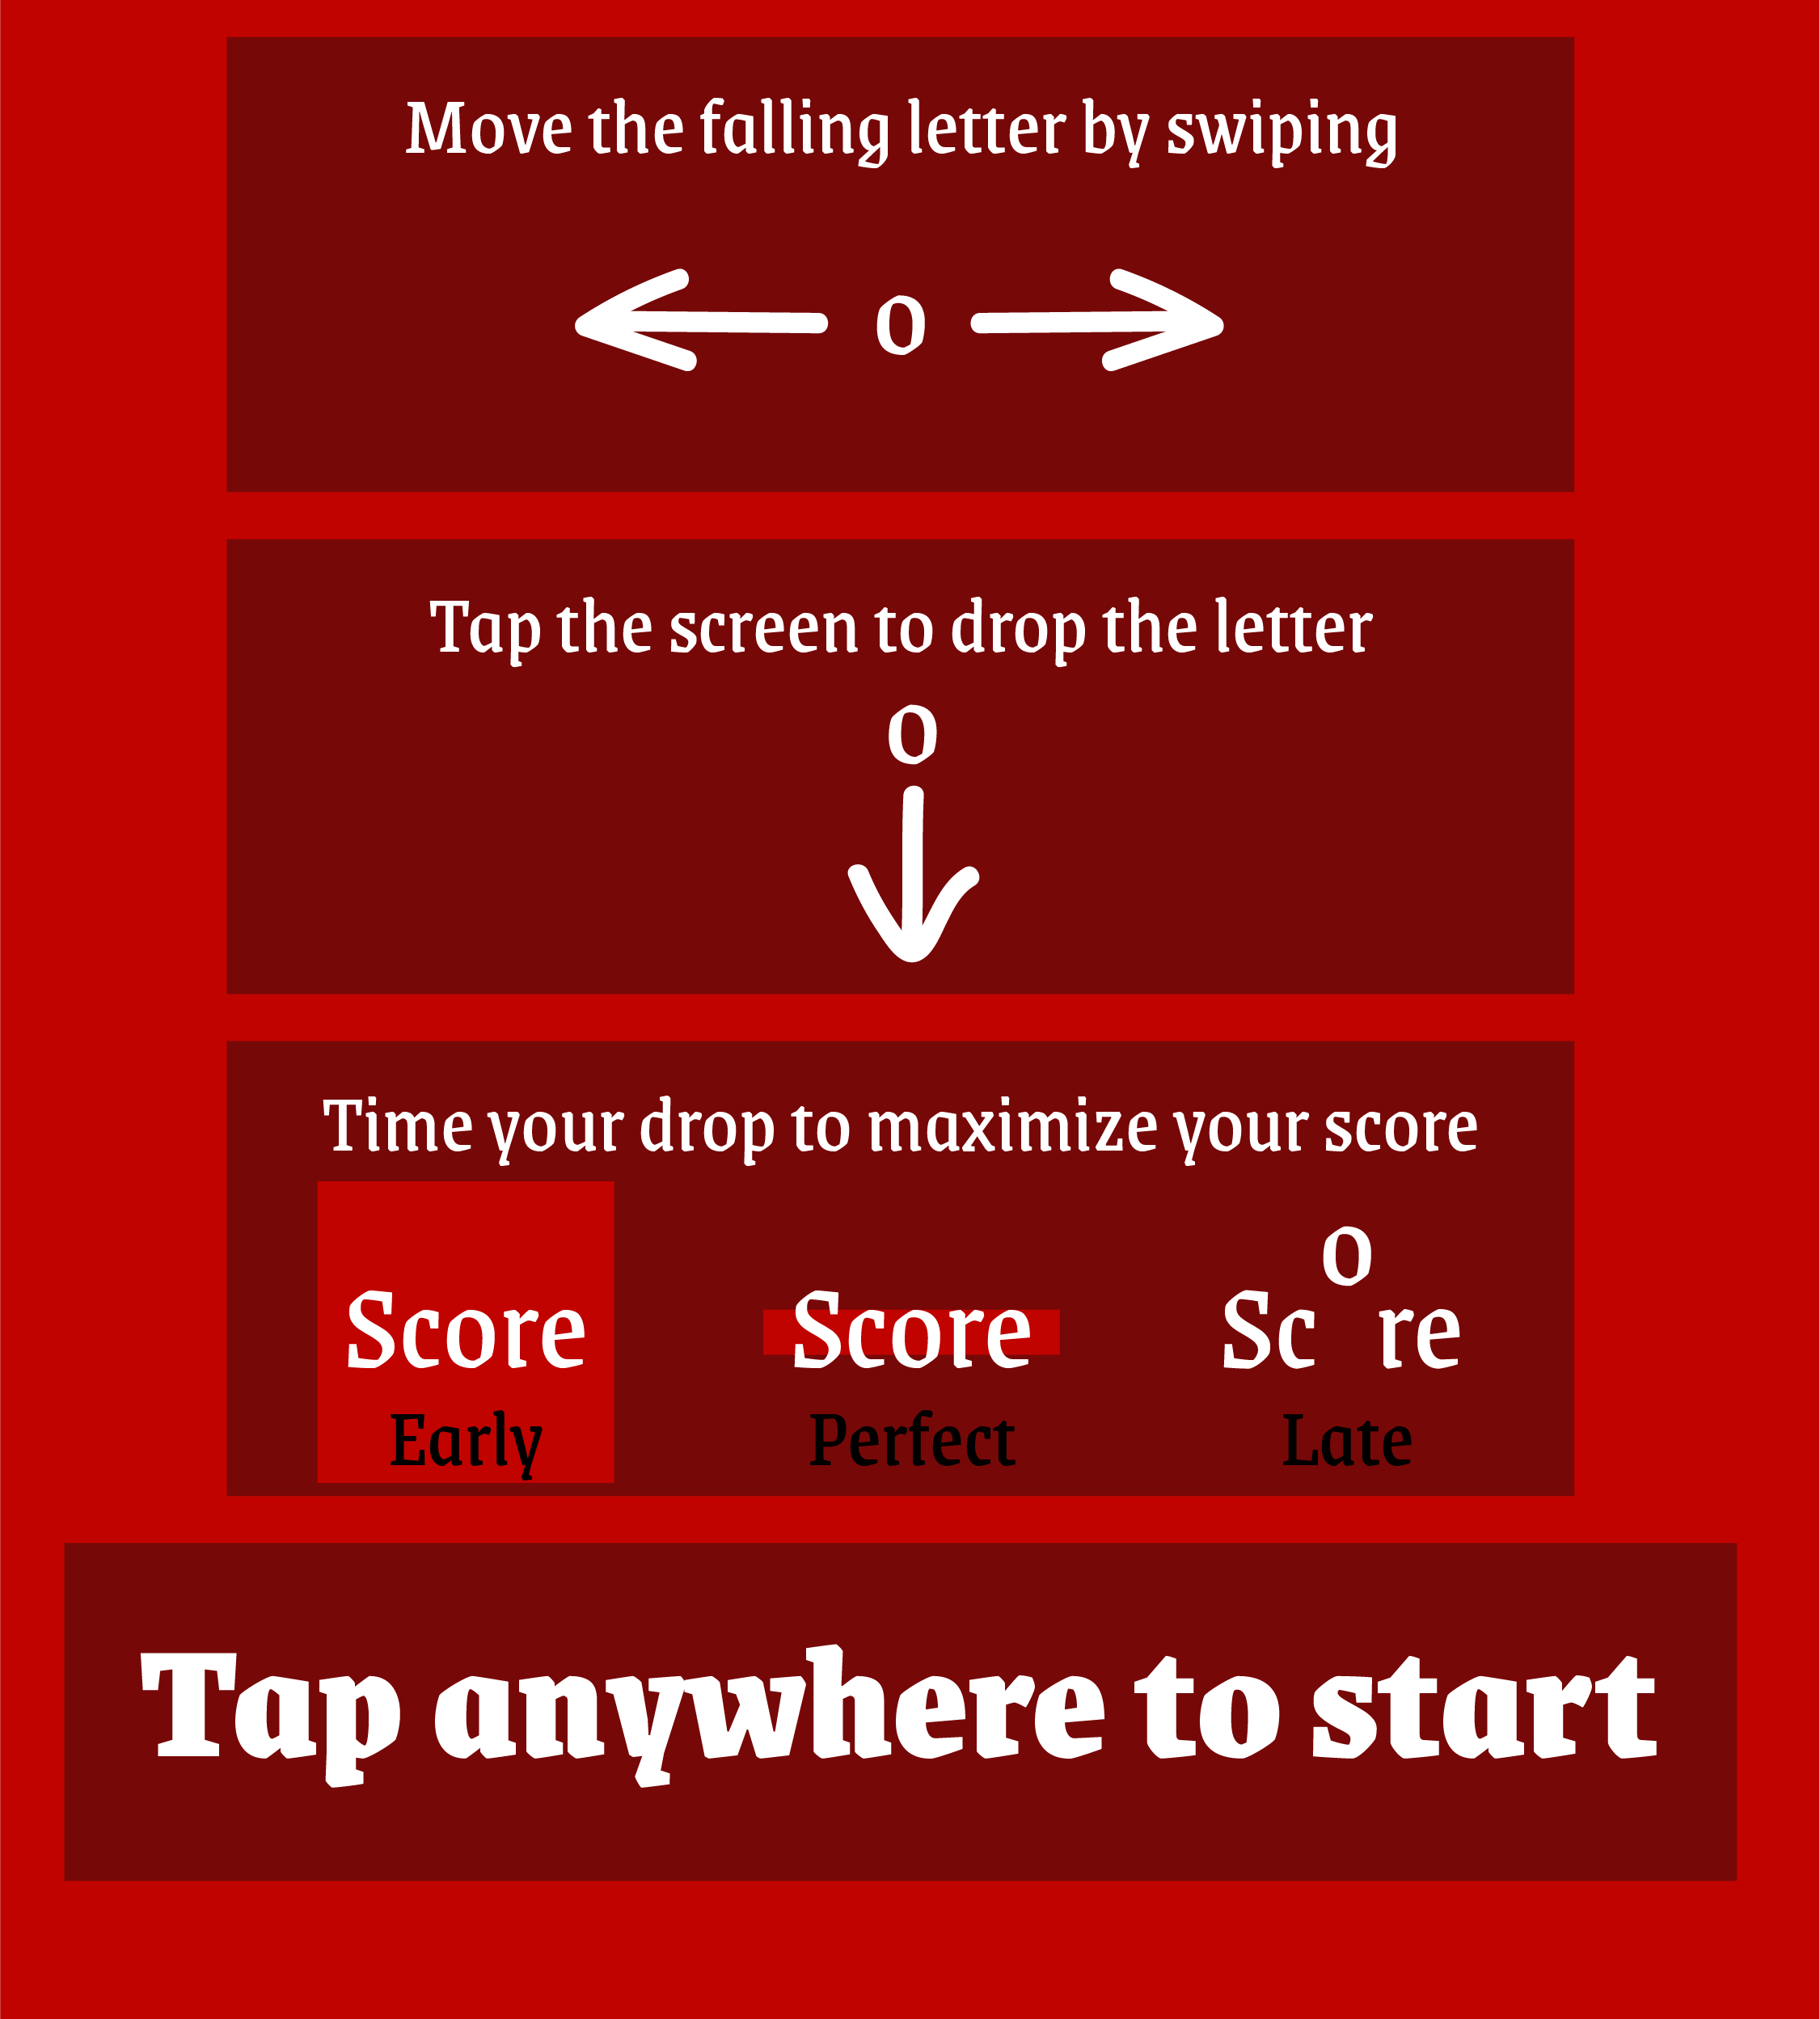 Move the falling letter by swiping
o
Tap the screen to drop the letter
o
Time your drop to maximize your score
Score Score Sc o re
Early Perfect Late
Tap anywhere to start